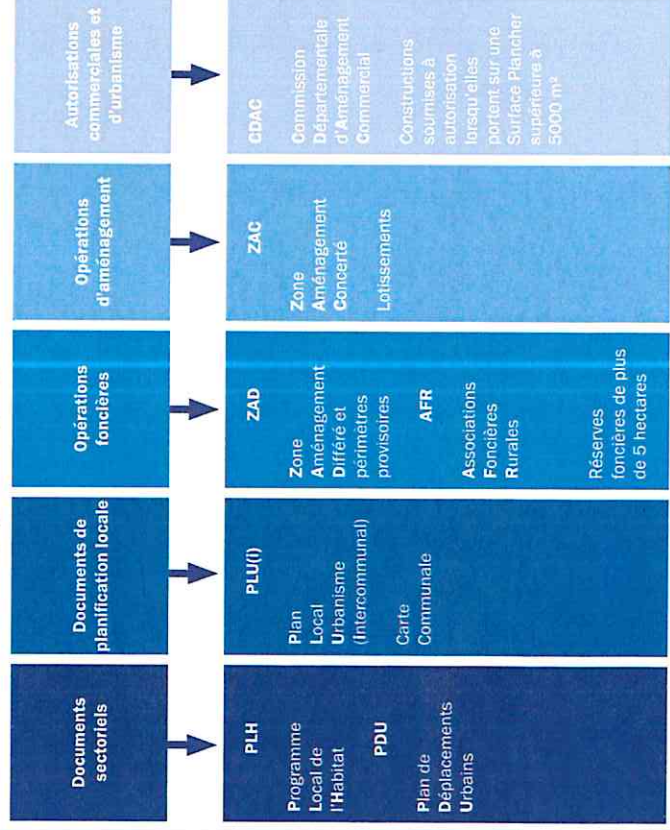 Documents
sectoriels
PLH
Programme
Local de
l'Habitat
PDU
Plan de
Déplacements
Urbains
Documents de
planification locale
PLU(I)
Plan
Local
Urbanisme
(Intercommunal)
Carte
Communale
Opérations
foncières
ZAD
Zone
Aménagement
Différé et
périmètres
provisoires
AFR
Associations
Foncières
Rurales
Réserves
foncières de plus
de 5 hectares
Opérations
d'aménagement
ZAC
Zone
Aménagement
Concerté
Lotissements
Autorisations
commerciales et
d'urbanisme
CDAC
Commission
Départementale
d'Aménagement
Commercial
Constructions
soumises à
autorisation
lorsqu'elles
portent sur une
Surface Plancher
supérieure à
5000 m²